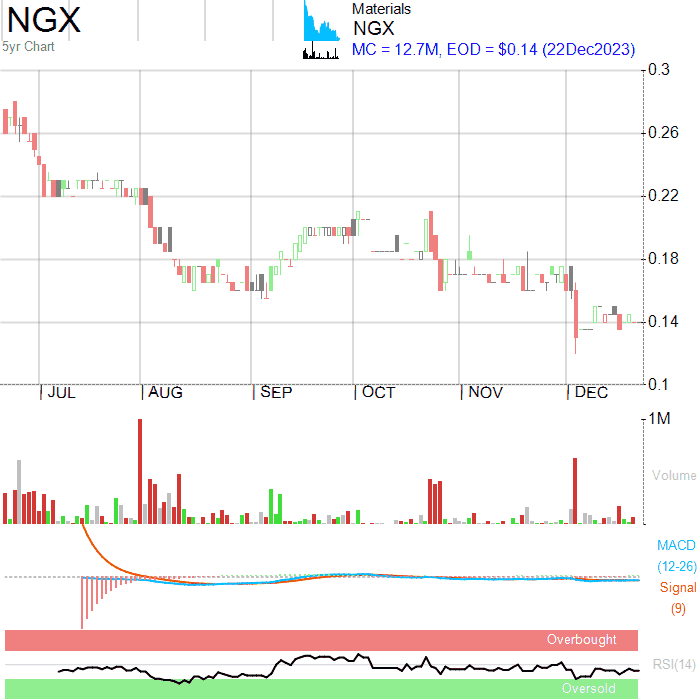 NGX
5yr Chart
Materials
NGX
MC = 12.7M, EOD = $0.14 (22Dec2023)
0.3
0.26
0.22
0.18
0.14
0.1
JUL AUG SEP OCT NOV DEC
1M
Volume
MACD
(12-26)
Signal
(9)
Overbought
RSI(14)
Oversold